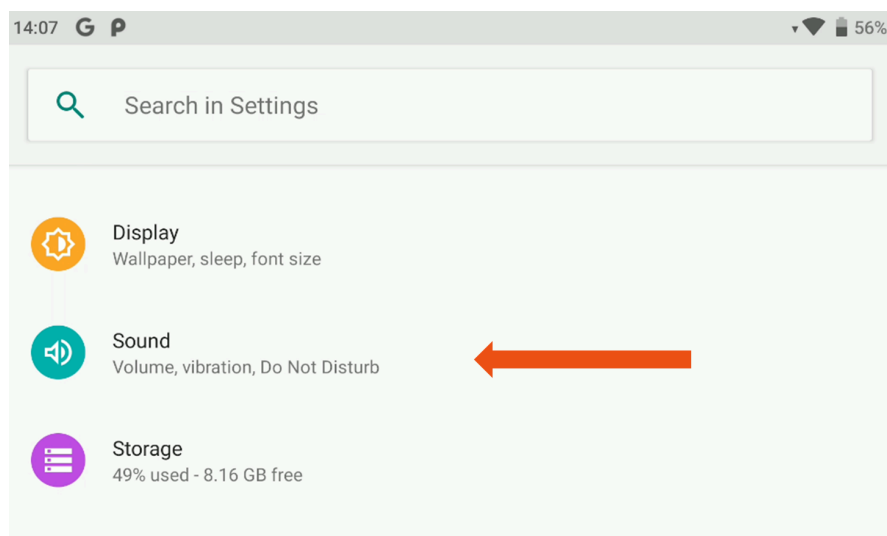 14:07 G P 56%
Search in Settings
Display
Wallpaper, sleep, font size
Sound
Volume, vibration, Do Not Disturb
Storage
49% used - 8.16 GB free